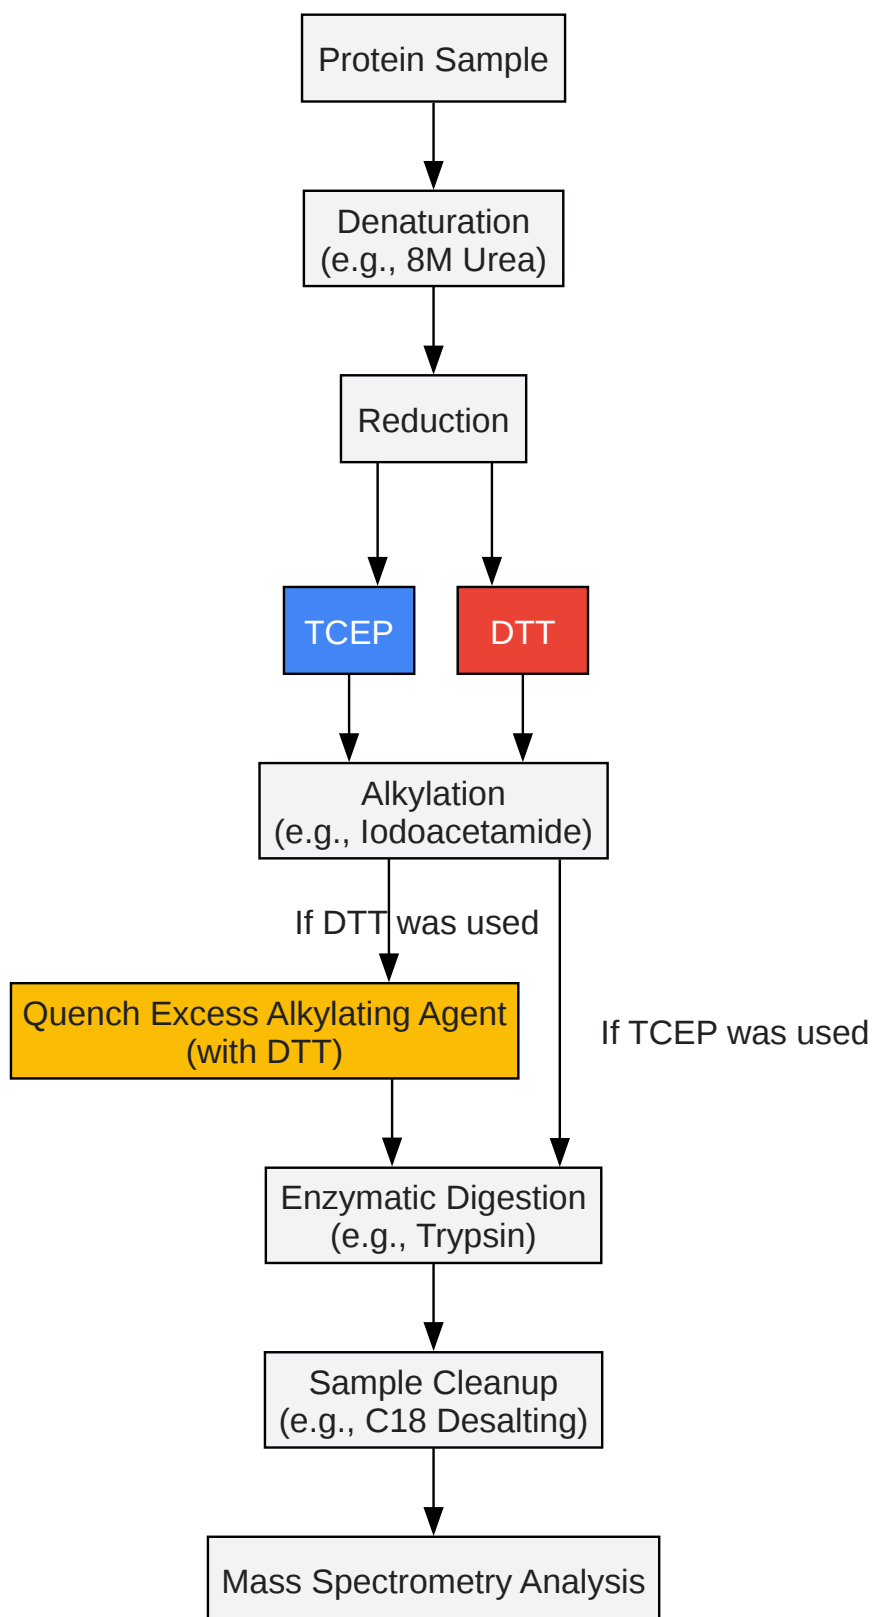 Protein Sample
Denaturation
(e.g., 8M Urea)
Reduction
TCEP
DTT
Alkylation
(e.g., Iodoacetamide)
If DTT was used
Quench Excess Alkylating Agent
(with DTT)
If TCEP was used
Enzymatic Digestion
(e.g., Trypsin)
Sample Cleanup
(e.g., C18 Desalting)
Mass Spectrometry Analysis